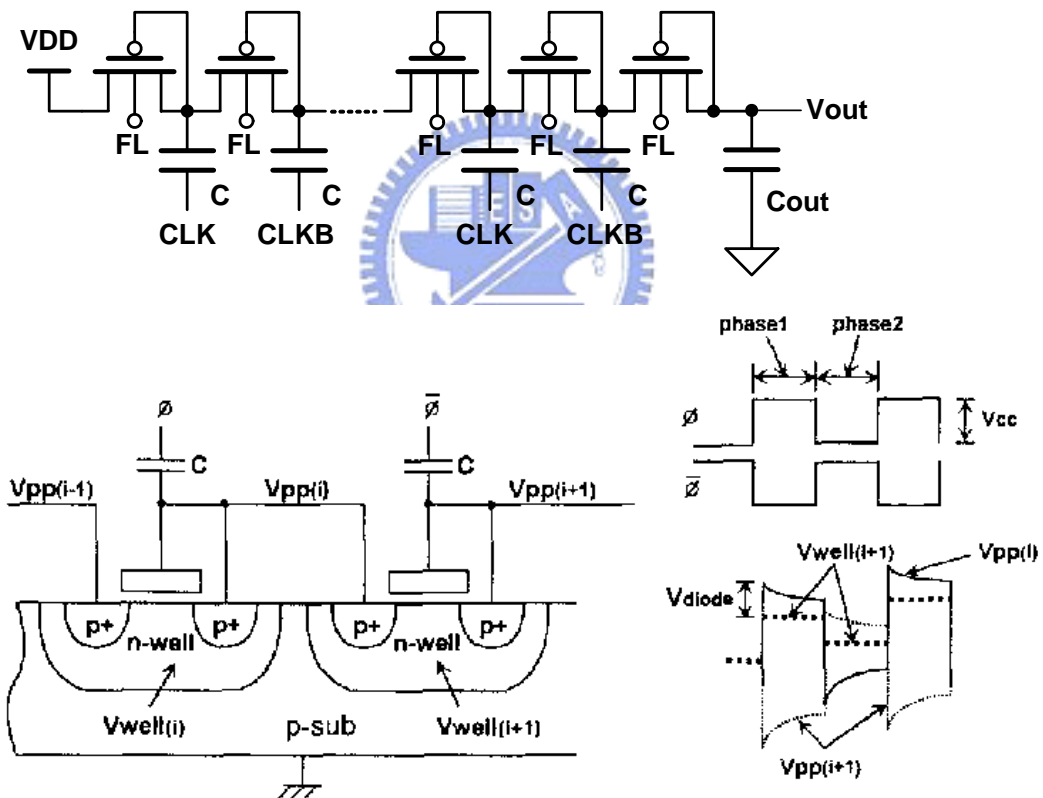 VDD
Vout
FL FL FL FL FL
C C C C
Cout
CLK CLKB CLK CLKB
E S A
phase1 phase2
ø
Vcc
ø̅
ø ø̅
C C
Vpp(i-1) Vpp(i) Vpp(i+1)
p+ n-well p+ p+ n-well p+
Vwell(i) p-sub Vwell(i+1)
Vwell(i+1) Vpp(i)
Vdiode
Vpp(i+1)